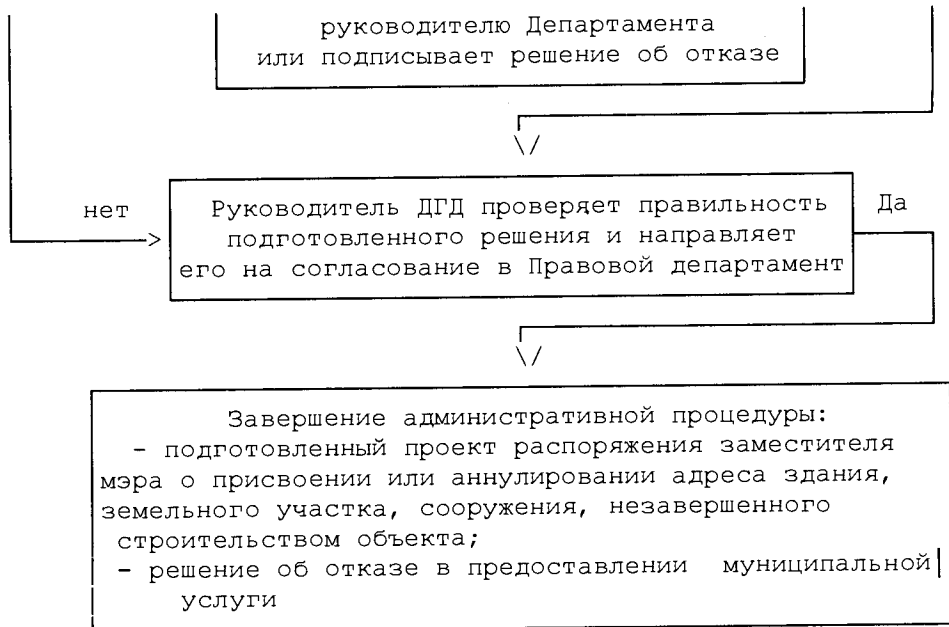 руководителю Департамента
или подписывает решение об отказе
\/
нет
Руководитель ДГД проверяет правильность
Да
подготовленного решения и направляет
>
его на согласование в Правовой департамент
\/
Завершение административной процедуры:
- подготовленный проект распоряжения заместителя
мэра о присвоении или аннулировании адреса здания,
земельного участка, сооружения, незавершенного
строительством объекта;
- решение об отказе в предоставлении муниципальной
услуги